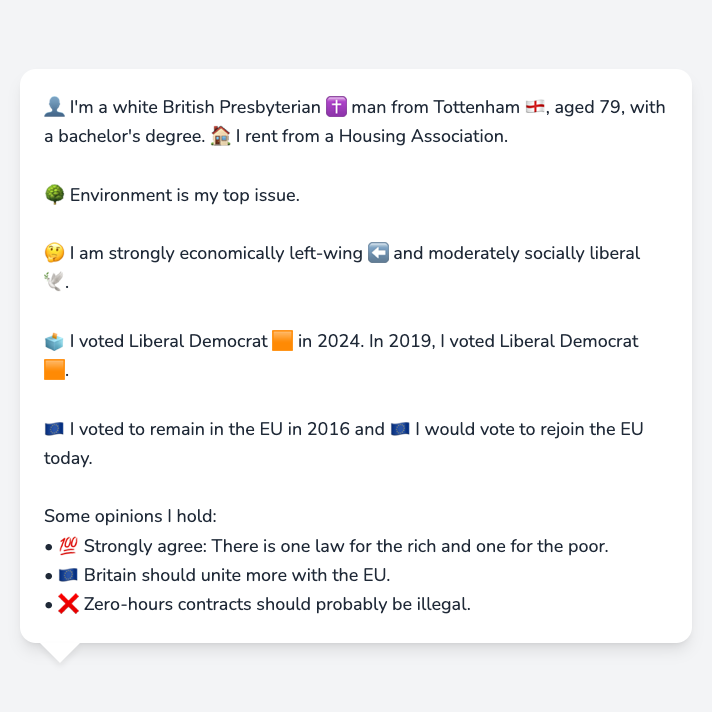 👤 I'm a white British Presbyterian ✝️ man from Tottenham 🏴󠁧󠁢󠁥󠁮󠁧󠁿, aged 79, with
a bachelor's degree. 🏠 I rent from a Housing Association.
🌳 Environment is my top issue.
🤔 I am strongly economically left-wing ⬅️ and moderately socially liberal
🕊️.
🗳️ I voted Liberal Democrat 🟧 in 2024. In 2019, I voted Liberal Democrat
🟧.
🇪🇺 I voted to remain in the EU in 2016 and 🇪🇺 I would vote to rejoin the EU
today.
Some opinions I hold:
• 💯 Strongly agree: There is one law for the rich and one for the poor.
• 🇪🇺 Britain should unite more with the EU.
• ❌ Zero-hours contracts should probably be illegal.